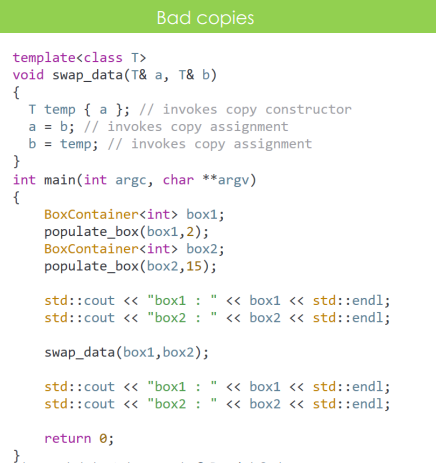 Bad copies
template<class T>
void swap_data(T& a, T& b)
{
  T temp { a }; // invokes copy constructor
  a = b; // invokes copy assignment
  b = temp; // invokes copy assignment
}
int main(int argc, char **argv)
{
    BoxContainer<int> box1;
    populate_box(box1,2);
    BoxContainer<int> box2;
    populate_box(box2,15);

    std::cout << "box1 : " << box1 << std::endl;
    std::cout << "box2 : " << box2 << std::endl;

    swap_data(box1,box2);

    std::cout << "box1 : " << box1 << std::endl;
    std::cout << "box2 : " << box2 << std::endl;

    return 0;
}